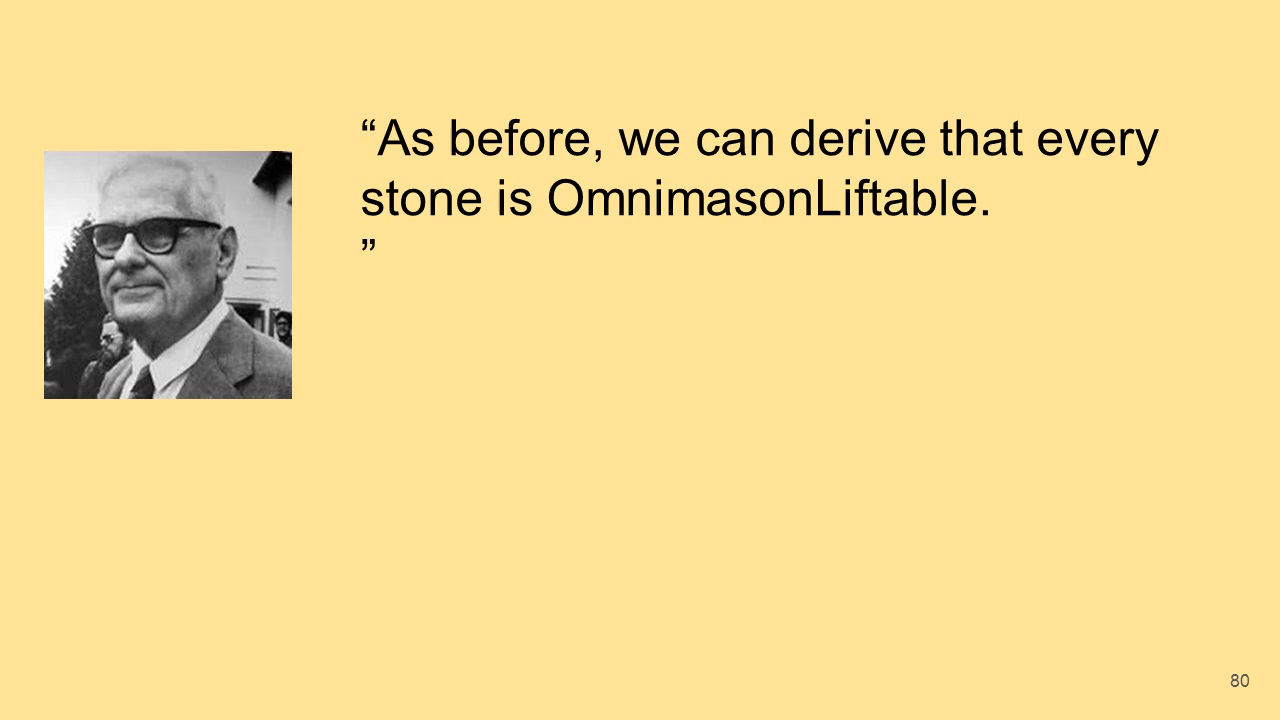 “As before, we can derive that every
stone is OmnimasonLiftable.
”
80